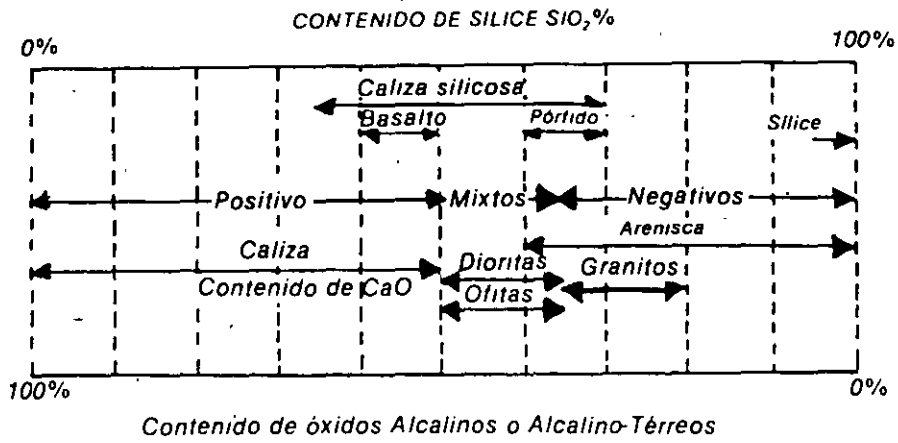 CONTENIDO DE SILICE SIO₂%
0% 100%
Caliza silicosa
Basalto Pórfido Sílice
Positivo Mixtos Negativos
Arenisca
Caliza Dioritas Granitos
Contenido de CaO Ofitas
100% 0%
Contenido de óxidos Alcalinos o Alcalino-Térreos